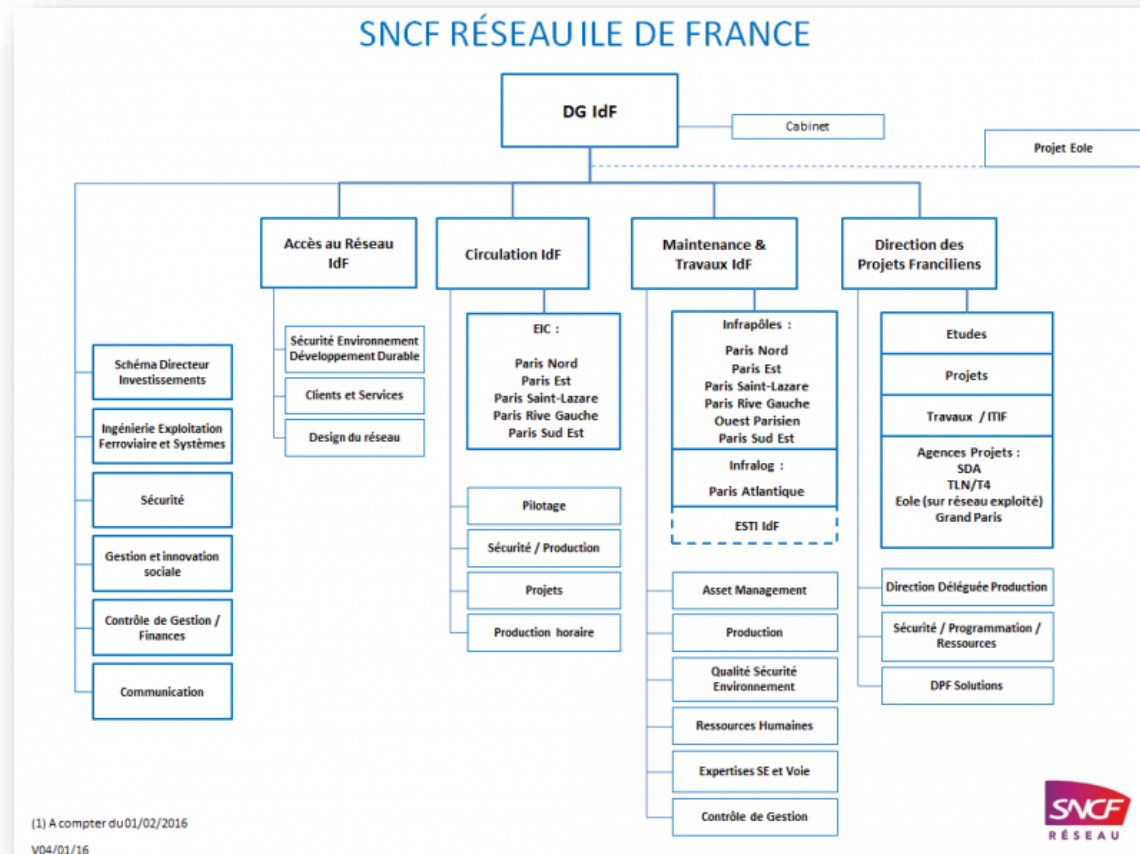 SNCF RÉSEAU ILE DE FRANCE
DG IdF
Cabinet
Projet Eole
Accès au Réseau
IdF
Circulation IdF
Maintenance &
Travaux IdF
Direction des
Projets Franciliens
Schéma Directeur
Investissements
Ingénierie Exploitation
Ferroviaire et Systèmes
Sécurité
Gestion et innovation
sociale
Contrôle de Gestion /
Finances
Communication
Sécurité Environnement
Développement Durable
Clients et Services
Design du réseau
EIC :
Paris Nord
Paris Est
Paris Saint-Lazare
Paris Rive Gauche
Paris Sud Est
Pilotage
Sécurité / Production
Projets
Production horaire
Infrapôles :
Paris Nord
Paris Est
Paris Saint-Lazare
Paris Rive Gauche
Ouest Parisien
Paris Sud Est
Infralog :
Paris Atlantique
ESTI IdF
Asset Management
Production
Qualité Sécurité
Environnement
Ressources Humaines
Expertises SE et Voie
Contrôle de Gestion
Etudes
Projets
Travaux / ITIF
Agences Projets :
SDA
TLN/T4
Eole (sur réseau exploité)
Grand Paris
Direction Déléguée Production
Sécurité / Programmation /
Ressources
DPF Solutions
(1) A compter du 01/02/2016
V04/01/16
SNCF
RÉSEAU